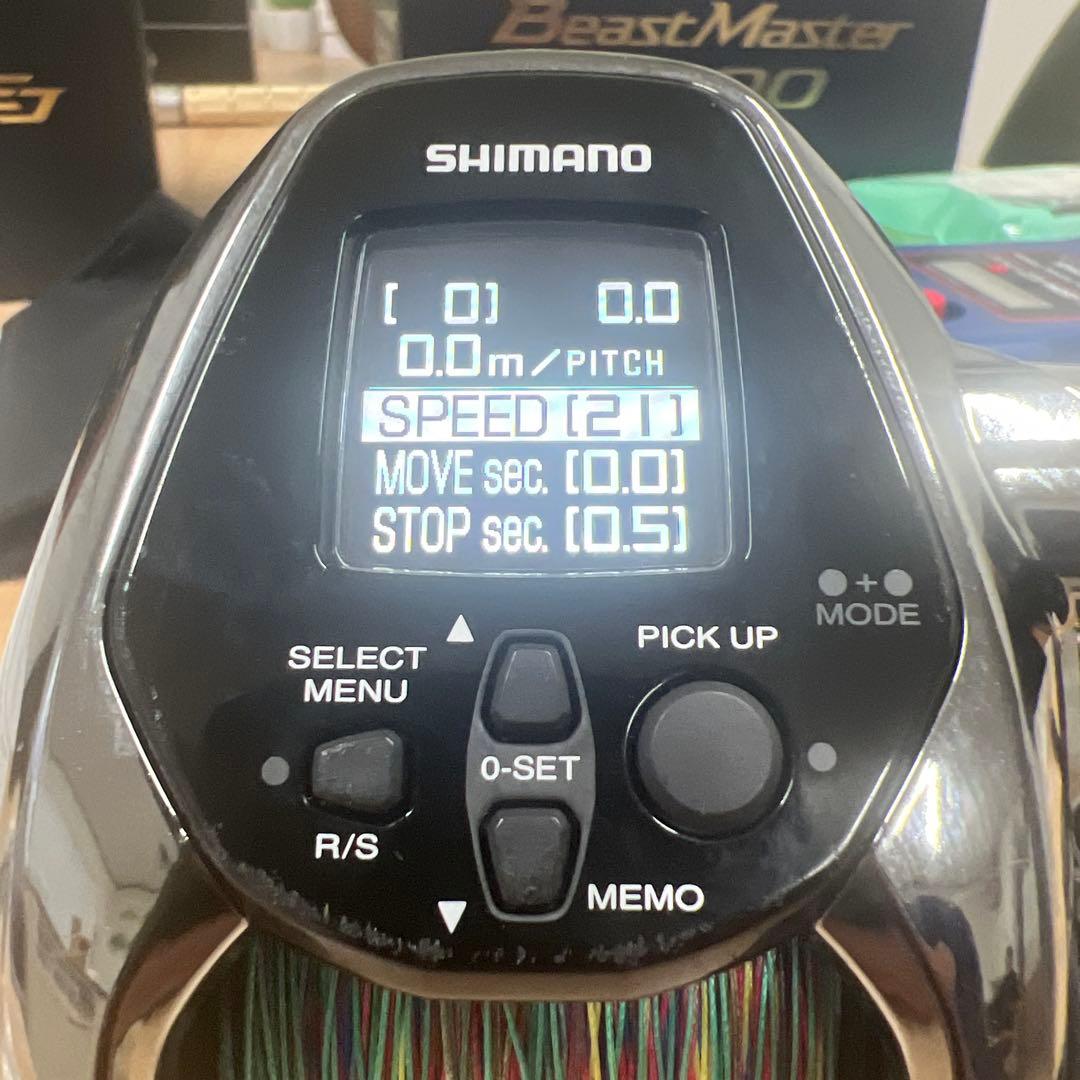 BeastMaster
00
SHIMANO
[ 0] 0.0
0.0m/PITCH
SPEED [21]
MOVE sec. [0.0]
STOP sec. [0.5]
●+●
MODE
▲
PICK UP
SELECT
MENU
0-SET
R/S
MEMO
▼